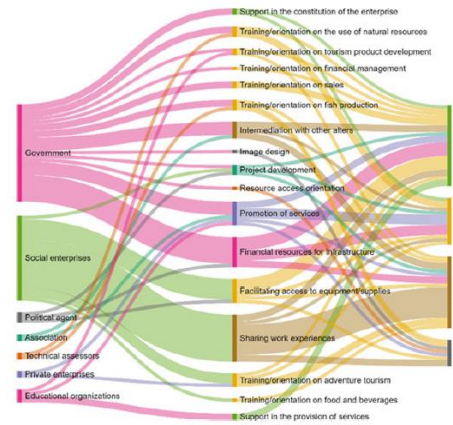 Support in the constitution of the enterprise
Training/orientation on the use of natural resources
Training/orientation on tourism product development
Training/orientation on financial management
Training/orientation on sales
Training/orientation on fish production
Intermediation with other alters
Image design
Project development
Resource access orientation
Promotion of services
Financial resources for infrastructure
Facilitating access to equipment/supplies
Sharing work experiences
Training/orientation on adventure tourism
Training/orientation on food and beverages
Support in the provision of services
Government
Social enterprises
Political agent
Association
Technical assessors
Private enterprises
Educational organizations